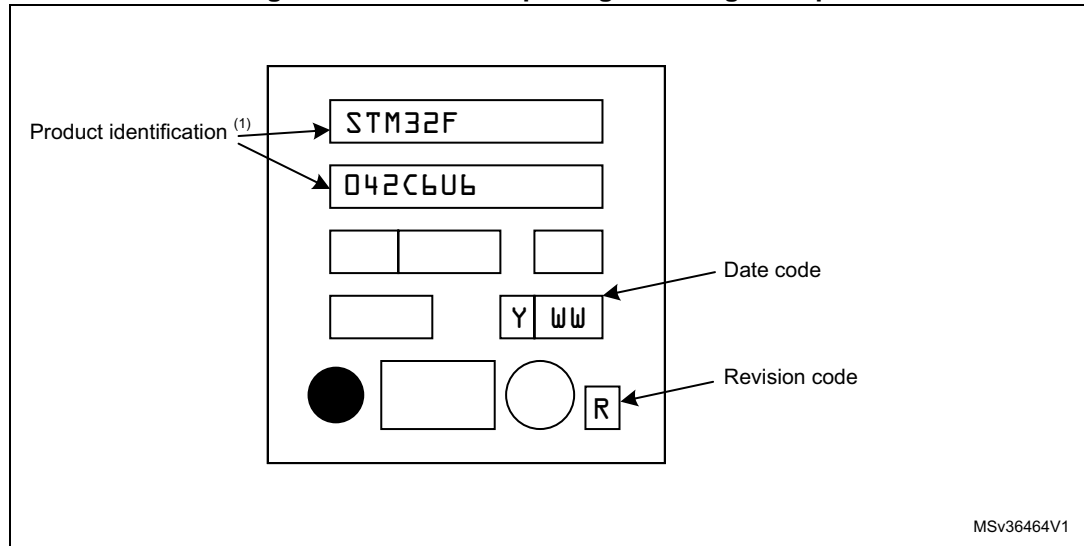 STM32F
Product identification (1)
042C6U6
Date code
Y WW
Revision code
R
MSv36464V1